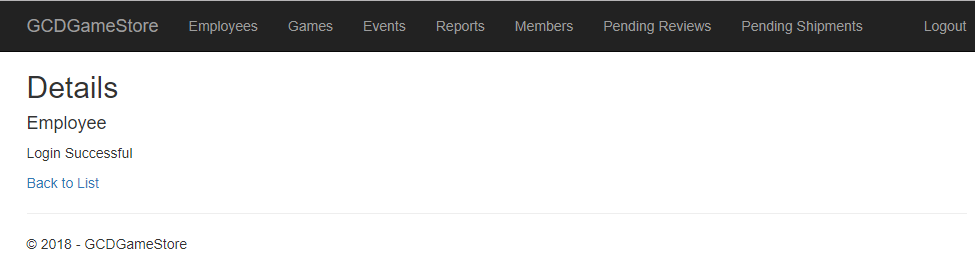 GCDGameStore Employees Games Events Reports Members Pending Reviews Pending Shipments Logout
Details
Employee
Login Successful
Back to List
© 2018 - GCDGameStore